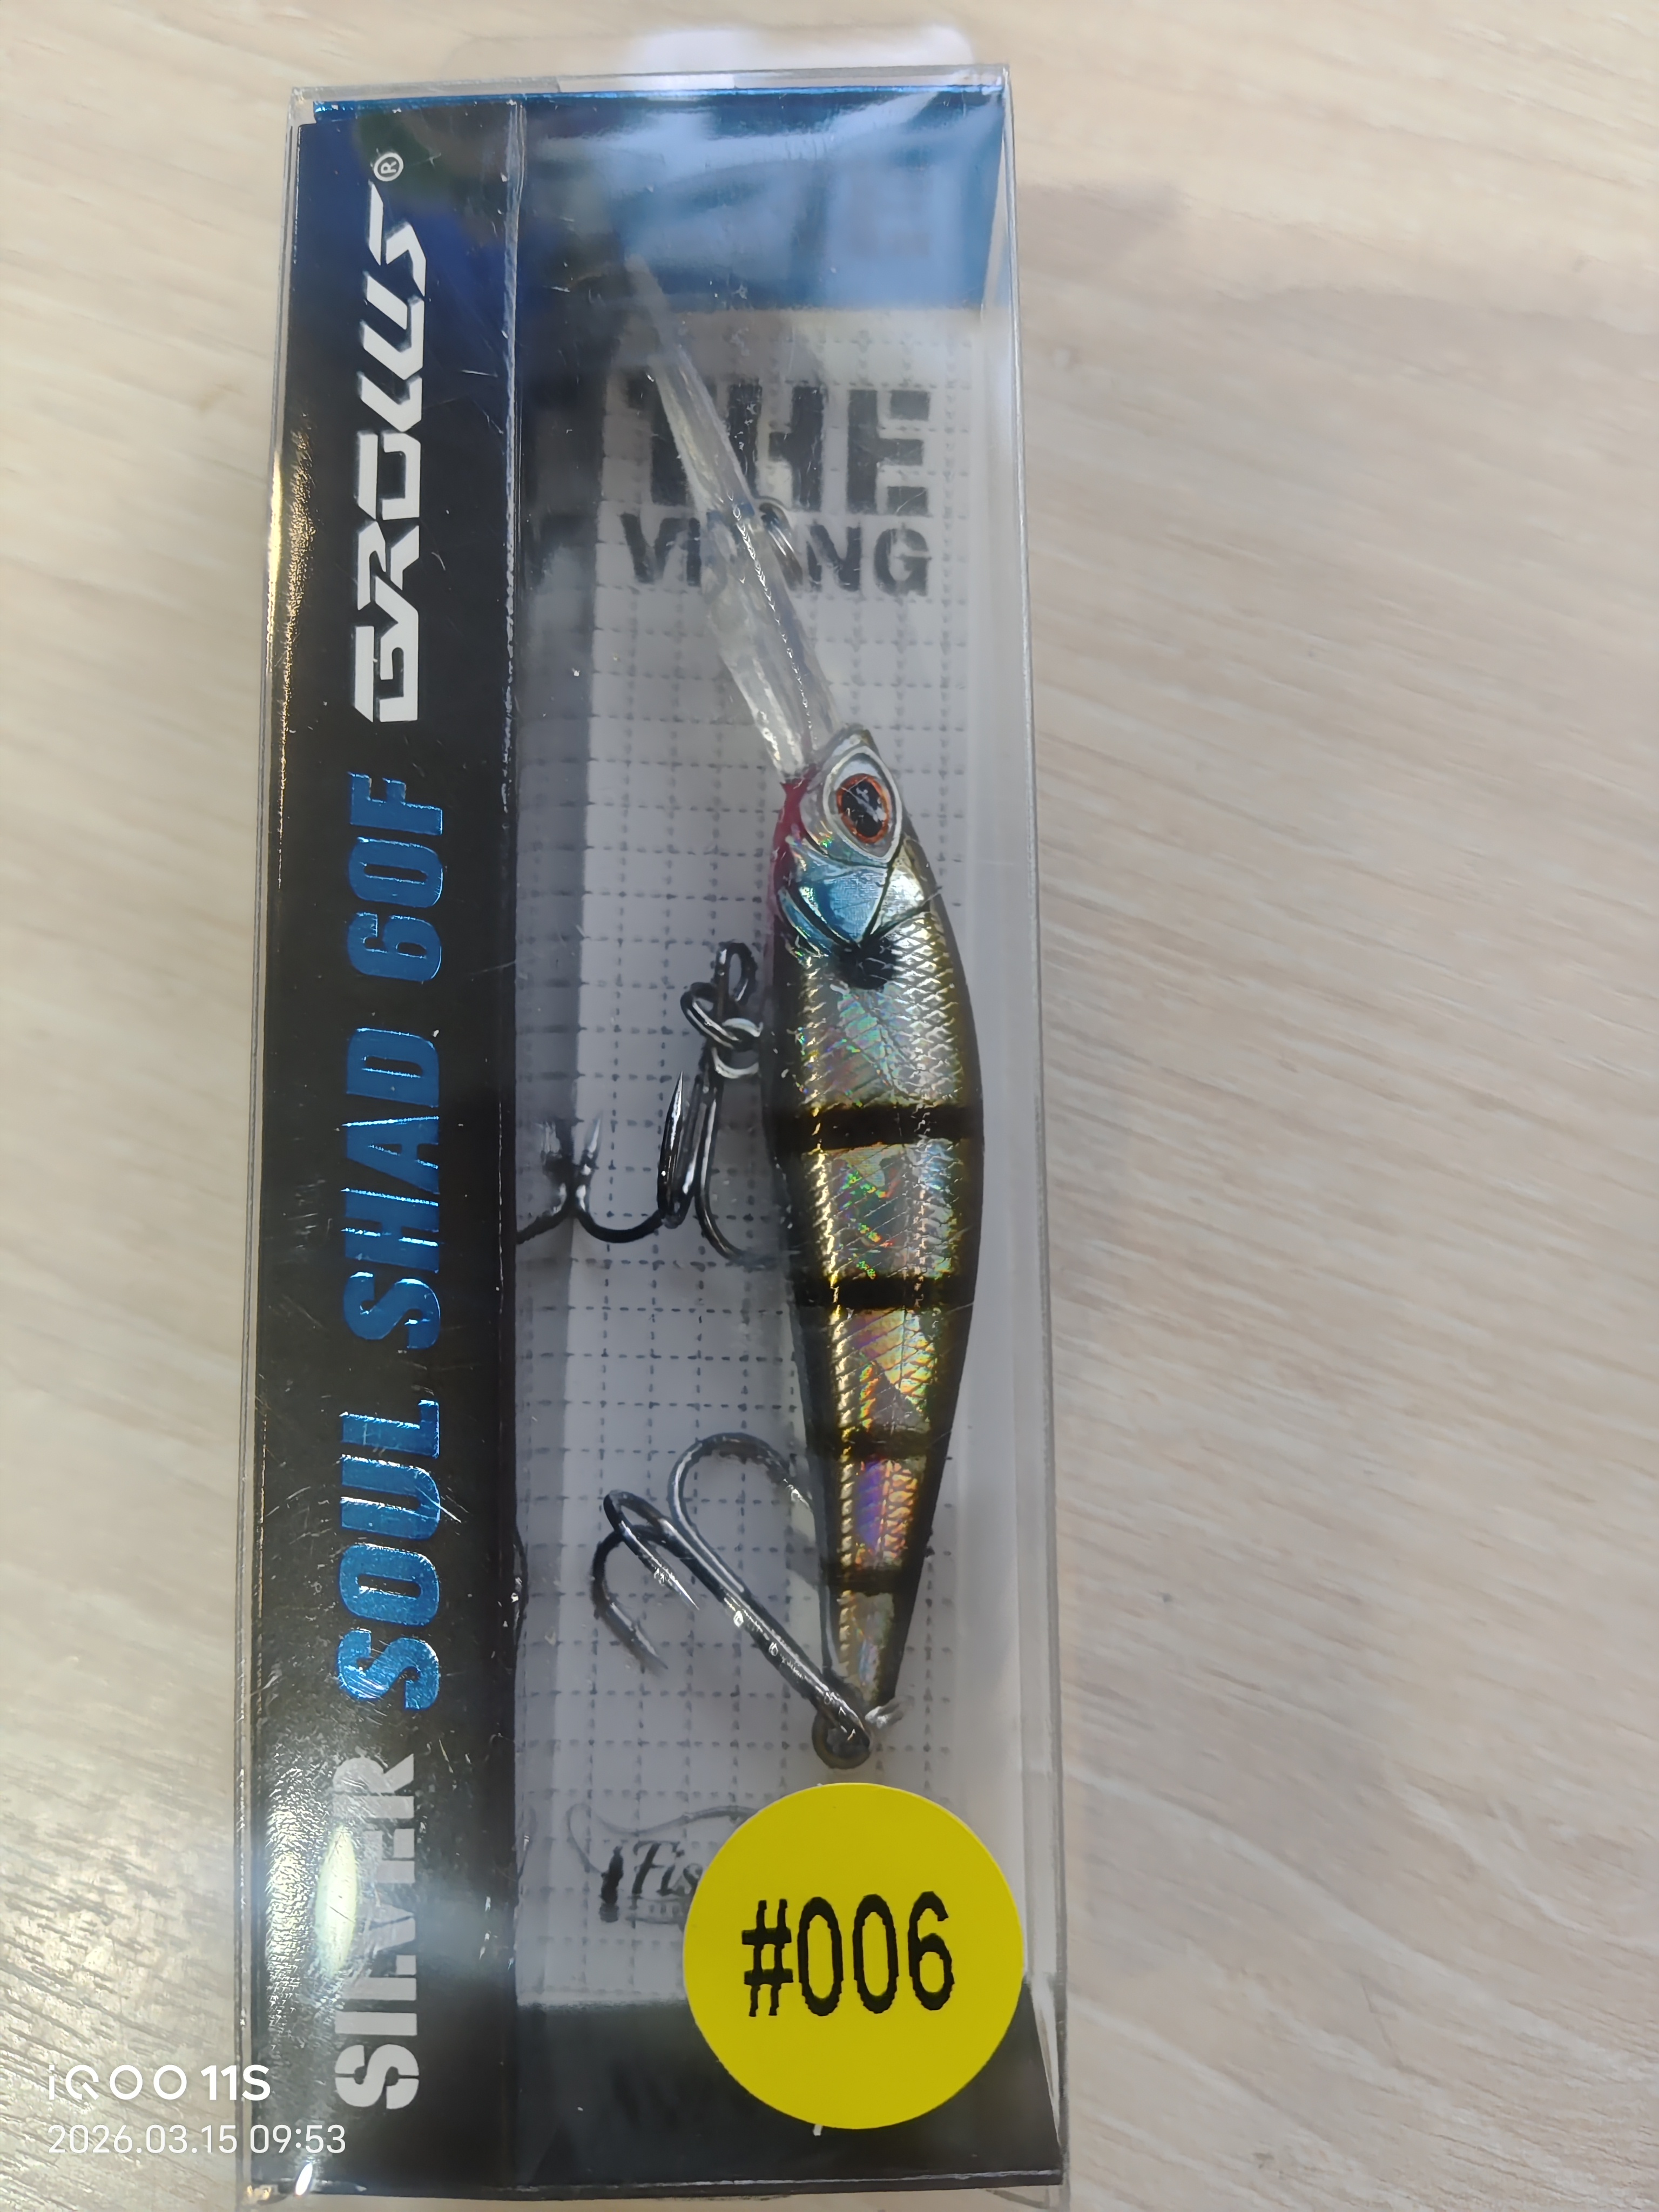 GROWS®
SILVER SOUL SHAD 60F
THE
VIKING
#006
iQOO 11S
2026.03.15 09:53